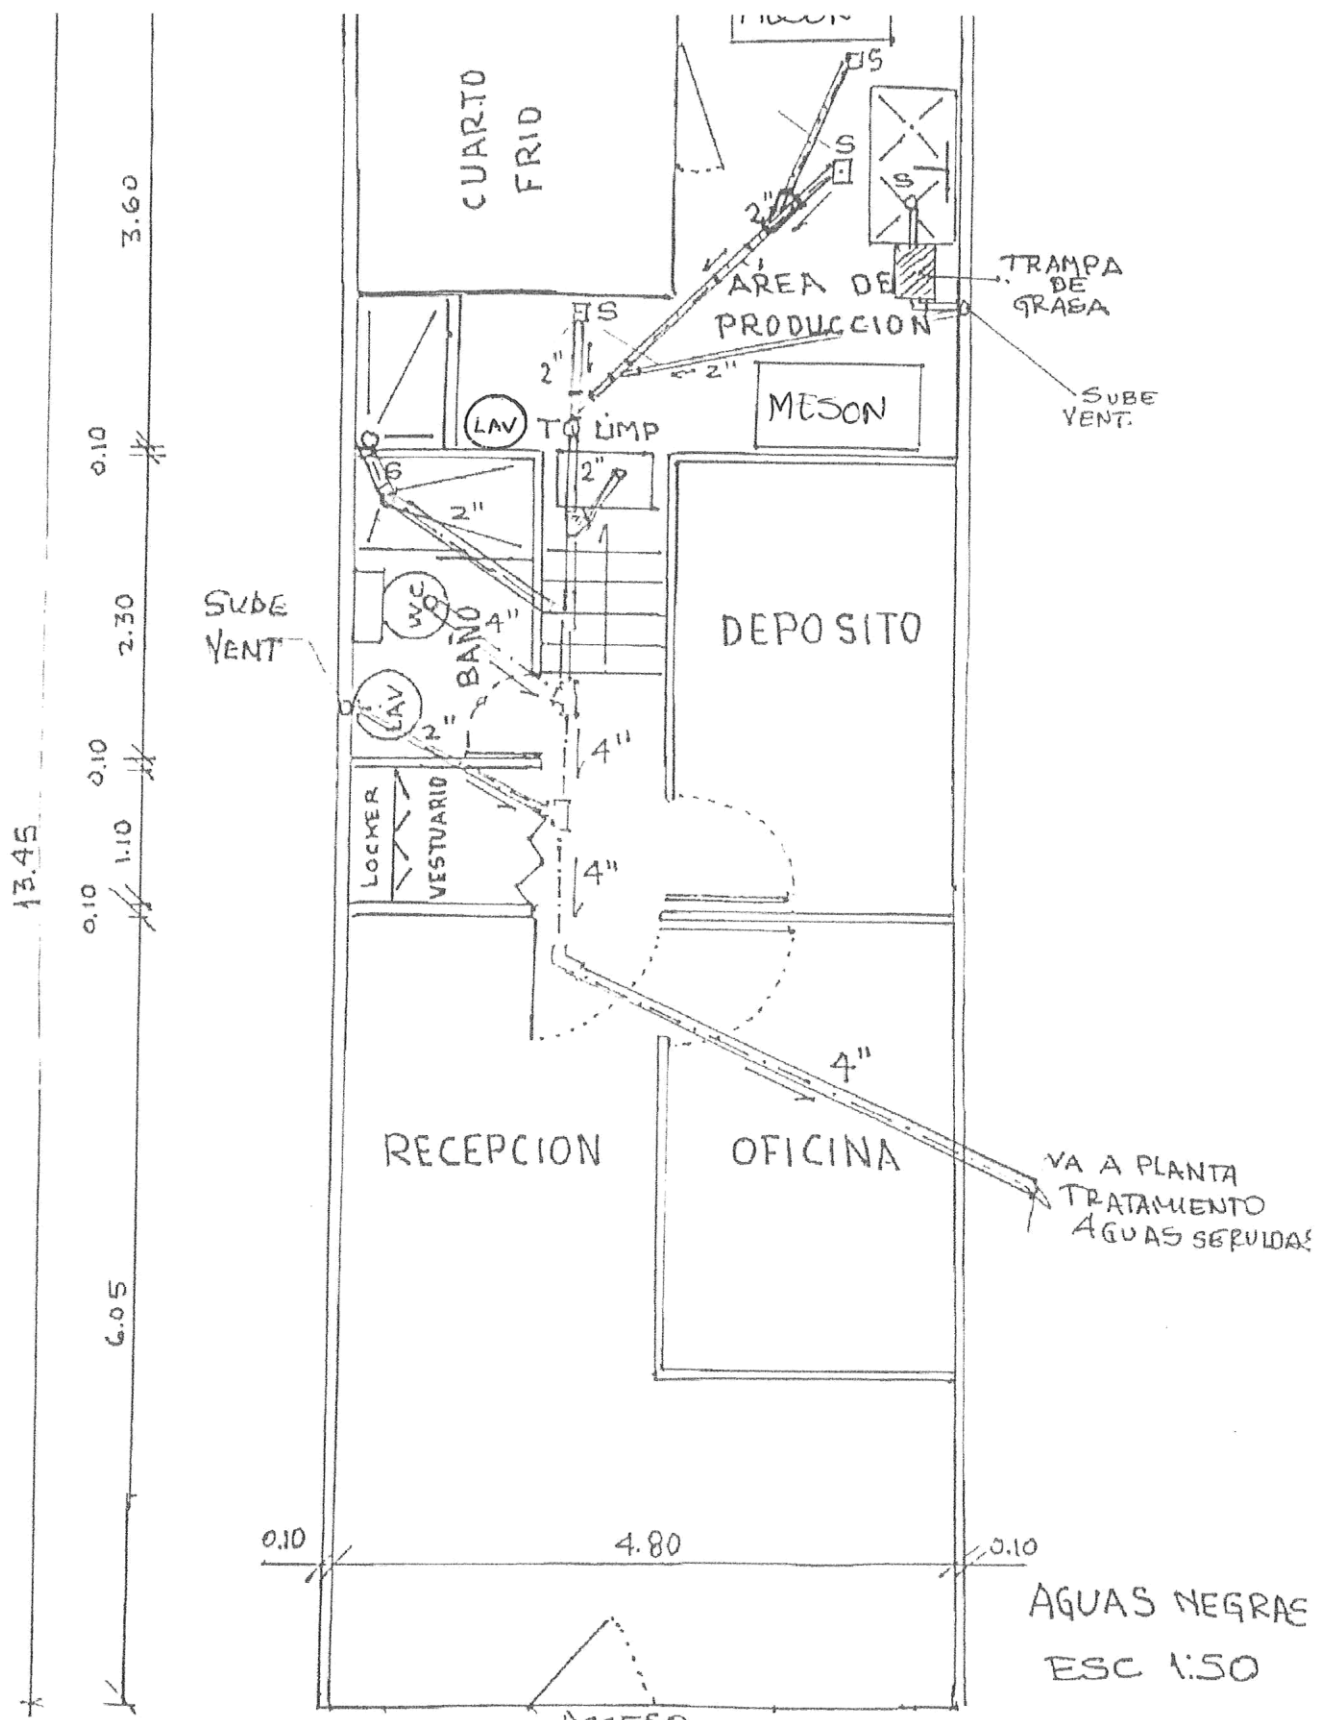 S
CUARTO
FRIO
3.60
S
S
2"
TRAMPA
DE
GRASA
AREA DE
PRODUCCION
S
2"
2"
SUBE
VENT.
MESON
LAV
T
LIMP
0.10
S
2"
2"
SUBE
VENT
WC
4"
BAÑO
2.30
DEPOSITO
LAV
2"
4"
0.10
LOCKER
VESTUARIO
13.45
1.10
4"
0.10
4"
RECEPCION
OFICINA
VA A PLANTA
TRATAMIENTO
AGUAS SERVIDAS
6.05
0.10
4.80
0.10
AGUAS NEGRAS
ESC 1:50